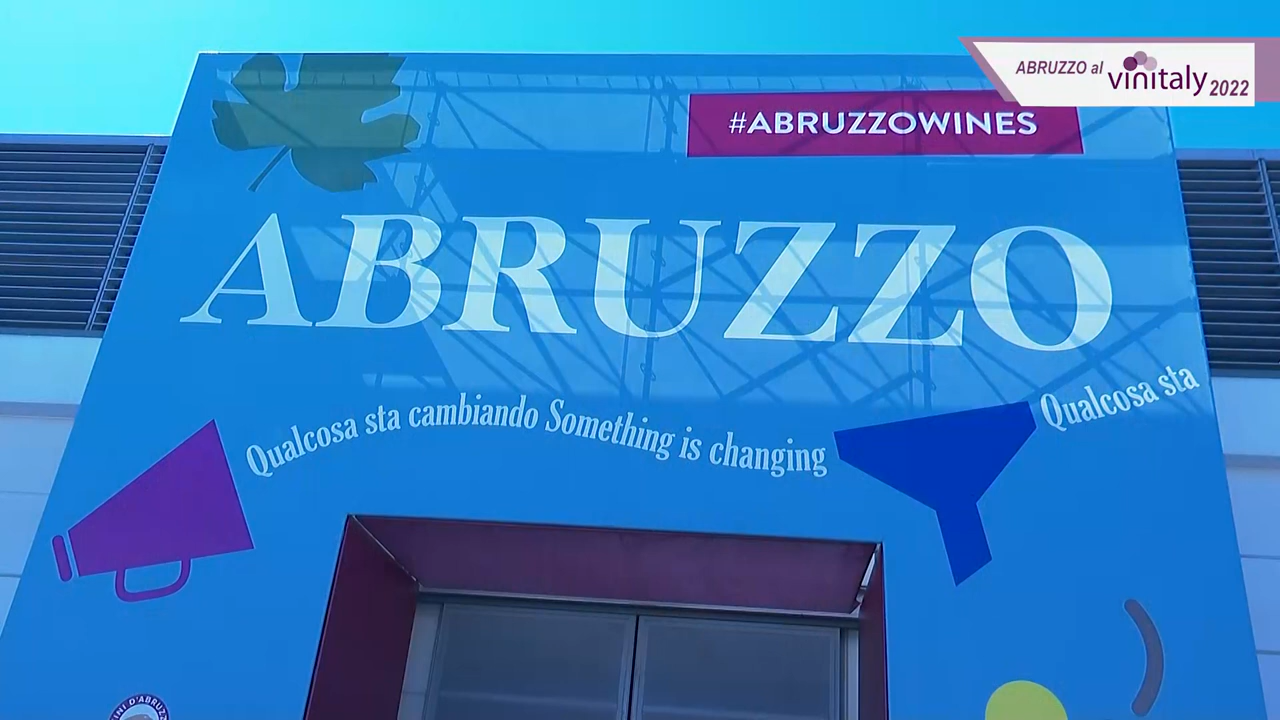 ABRUZZO al vinitaly 2022
#ABRUZZOWINES
ABRUZZO
Qualcosa sta cambiando Something is changing
Qualcosa sta